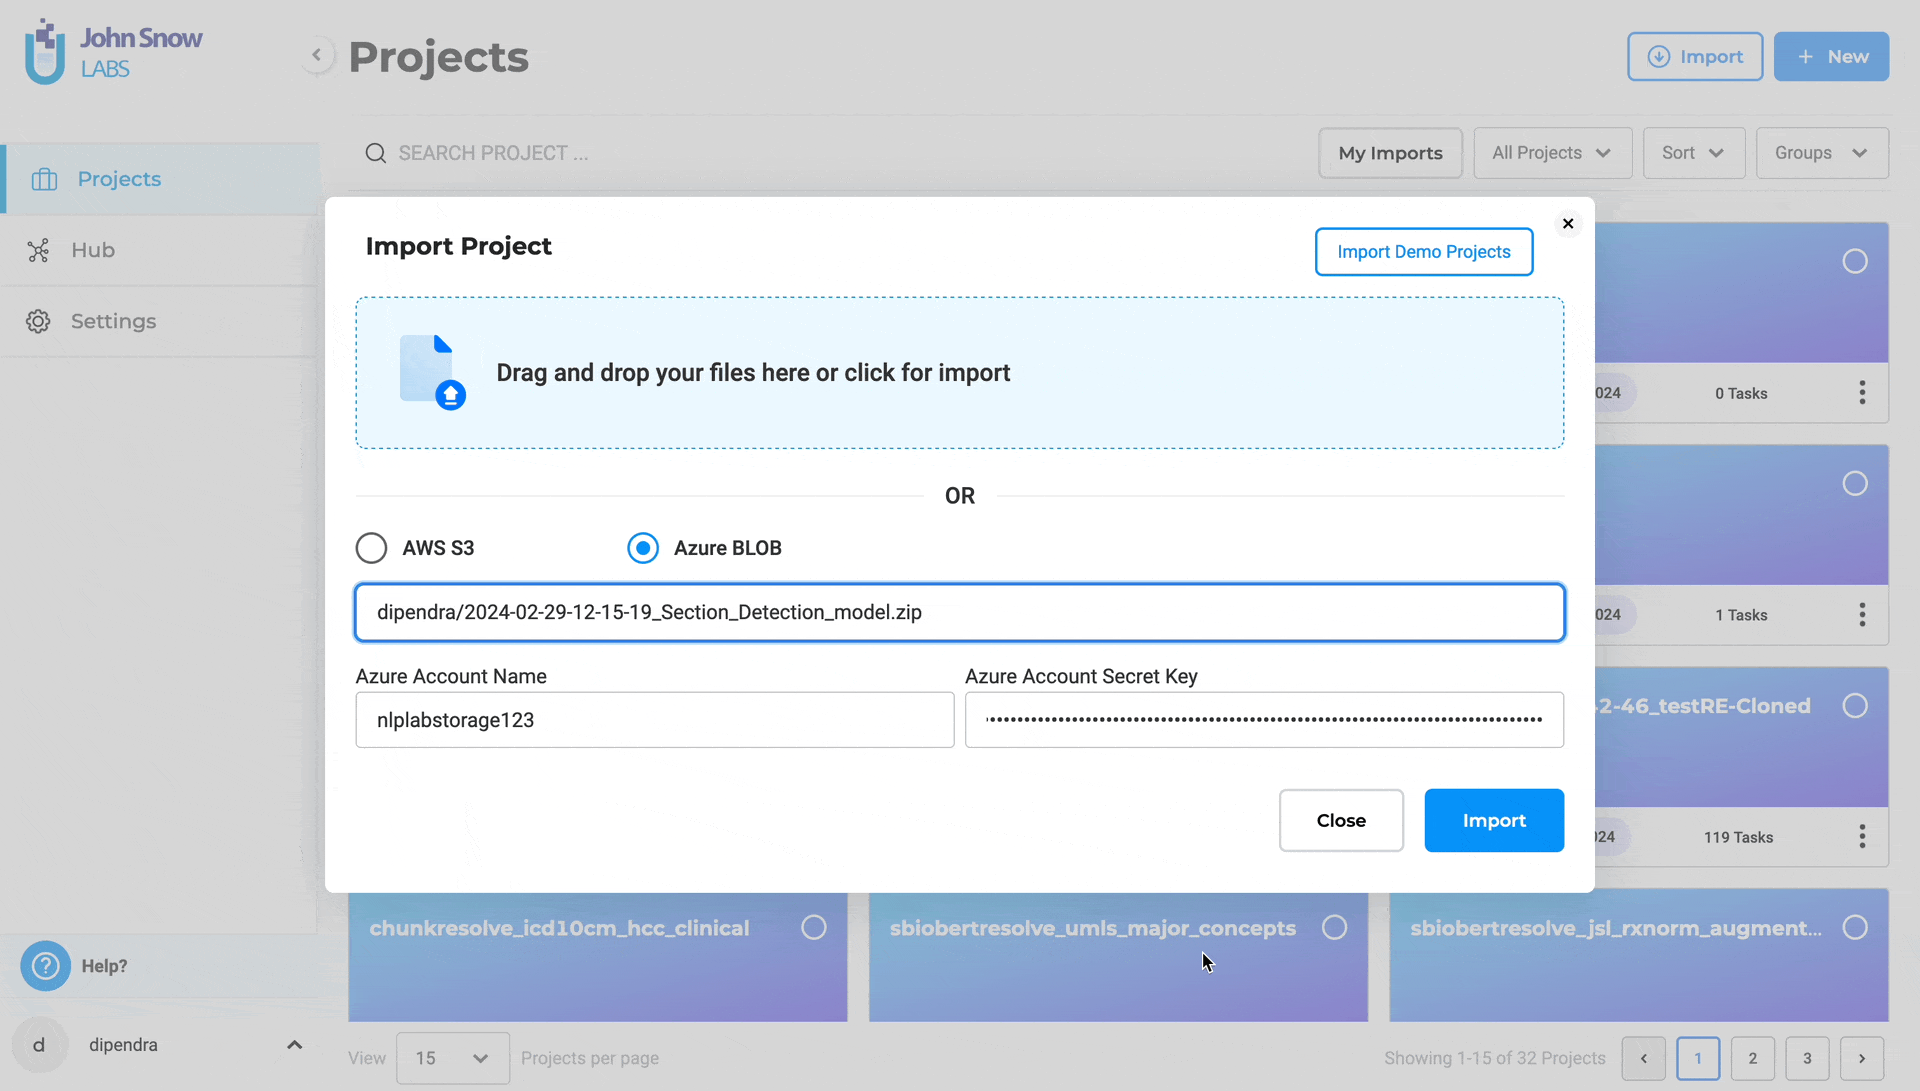 John Snow
LABS
Projects
Import
+ New
SEARCH PROJECT ...
My Imports
All Projects
Sort
Groups
Projects
Hub
Settings
Import Project
Import Demo Projects
Drag and drop your files here or click for import
OR
AWS S3
Azure BLOB
dipendra/2024-02-29-12-15-19_Section_Detection_model.zip
Azure Account Name
Azure Account Secret Key
nlplabstorage123
Close
Import
024
0 Tasks
024
1 Tasks
2-46_testRE-Cloned
024
119 Tasks
chunkresolve_icd10cm_hcc_clinical
sbiobertresolve_umls_major_concepts
sbiobertresolve_jsl_rxnorm_augment...
? Help?
d dipendra
View
15
Projects per page
Showing 1-15 of 32 Projects
‹ 1 2 3 ›